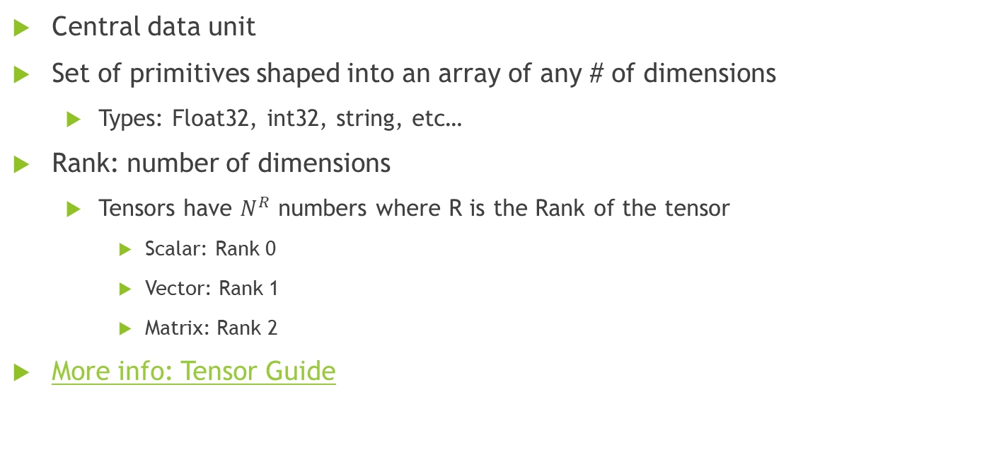 Central data unit
Set of primitives shaped into an array of any # of dimensions
Types: Float32, int32, string, etc…
Rank: number of dimensions
Tensors have $N^R$ numbers where R is the Rank of the tensor
Scalar: Rank 0
Vector: Rank 1
Matrix: Rank 2
More info: Tensor Guide